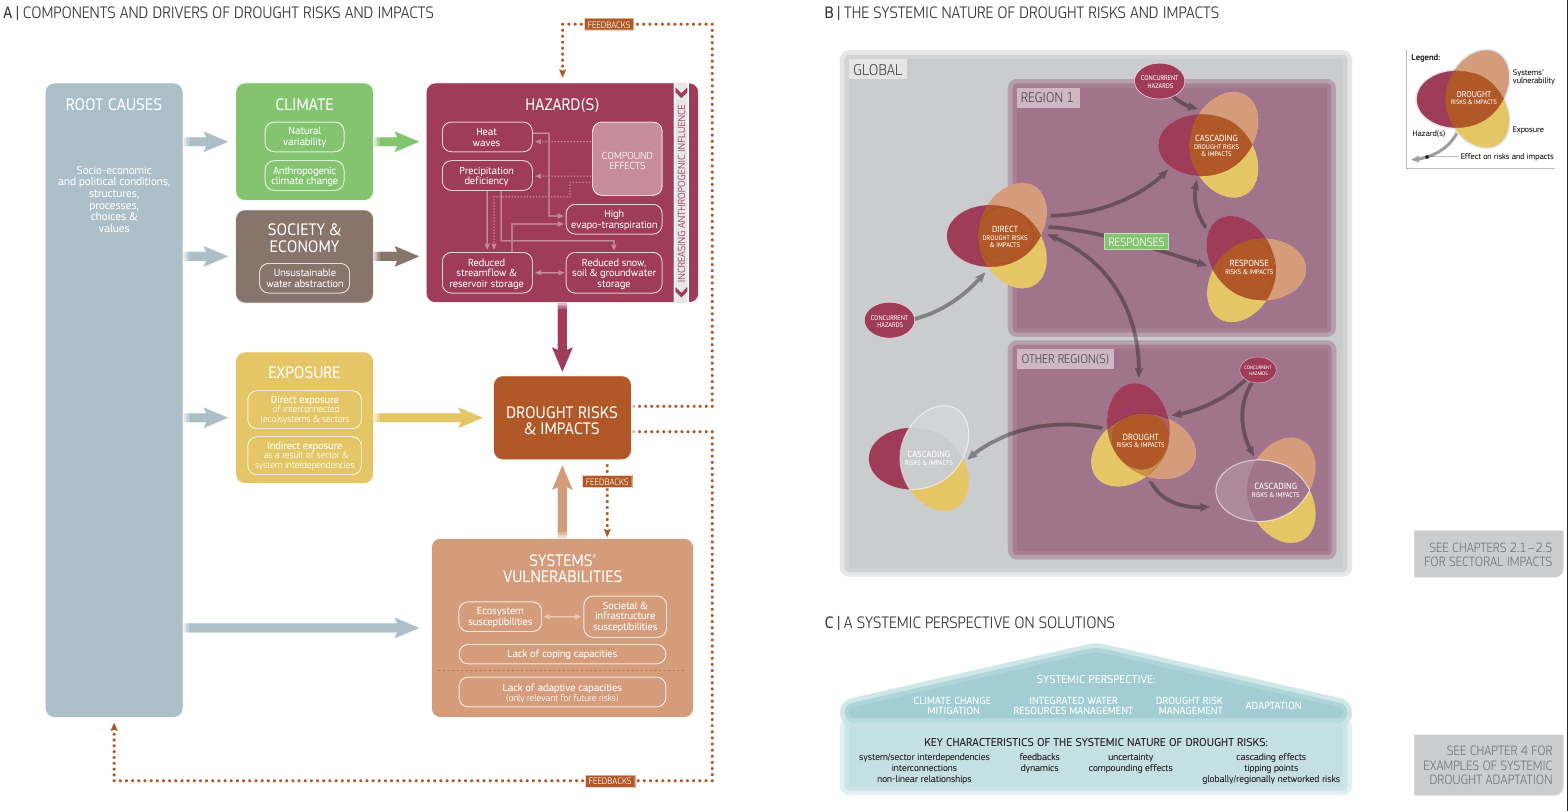 A | COMPONENTS AND DRIVERS OF DROUGHT RISKS AND IMPACTS
FEEDBACKS
ROOT CAUSES
Socio-economic
and political conditions,
structures,
processes,
choices &
values
CLIMATE
Natural
variability
Anthropogenic
climate change
SOCIETY &
ECONOMY
Unsustainable
water abstraction
HAZARD(S)
Heat
waves
Precipitation
deficiency
COMPOUND
EFFECTS
High
evapo-transpiration
Reduced
streamflow &
reservoir storage
Reduced snow,
soil & groundwater
storage
INCREASING ANTHROPOGENIC INFLUENCE
EXPOSURE
Direct exposure
of interconnected
(eco)systems & sectors
Indirect exposure
as a result of sector &
system interdependencies
DROUGHT RISKS
& IMPACTS
FEEDBACKS
SYSTEMS'
VULNERABILITIES
Ecosystem
susceptibilities
Societal &
infrastructure
susceptibilities
Lack of coping capacities
Lack of adaptive capacities
(only relevant for future risks)
FEEDBACKS
B | THE SYSTEMIC NATURE OF DROUGHT RISKS AND IMPACTS
GLOBAL
REGION 1
CONCURRENT
HAZARDS
CASCADING
DROUGHT RISKS
& IMPACTS
DIRECT
DROUGHT RISKS
& IMPACTS
RESPONSES
RESPONSE
RISKS & IMPACTS
CONCURRENT
HAZARDS
OTHER REGION(S)
CONCURRENT
HAZARDS
DROUGHT
RISKS & IMPACTS
CASCADING
RISKS & IMPACTS
CASCADING
RISKS & IMPACTS
Legend:
Systems'
vulnerability
DROUGHT
RISKS & IMPACTS
Hazard(s)
Exposure
Effect on risks and impacts
SEE CHAPTERS 2.1–2.5
FOR SECTORAL IMPACTS
C | A SYSTEMIC PERSPECTIVE ON SOLUTIONS
SYSTEMIC PERSPECTIVE:
CLIMATE CHANGE
MITIGATION
INTEGRATED WATER
RESOURCES MANAGEMENT
DROUGHT RISK
MANAGEMENT
ADAPTATION
KEY CHARACTERISTICS OF THE SYSTEMIC NATURE OF DROUGHT RISKS:
system/sector interdependencies
interconnections
non-linear relationships
feedbacks
dynamics
uncertainty
compounding effects
cascading effects
tipping points
globally/regionally networked risks
SEE CHAPTER 4 FOR
EXAMPLES OF SYSTEMIC
DROUGHT ADAPTATION